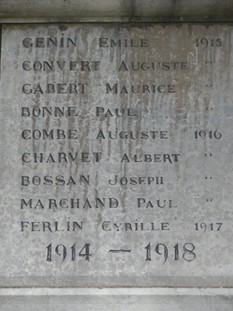 GENIN EMILE 1915
CONVERT AUGUSTE "
GABERT MAURICE "
BONNE PAUL "
COMBE AUGUSTE 1916
CHARVET ALBERT "
BOSSAN JOSEPH "
MARCHAND PAUL "
FERLIN CYRILLE 1917
1914 — 1918